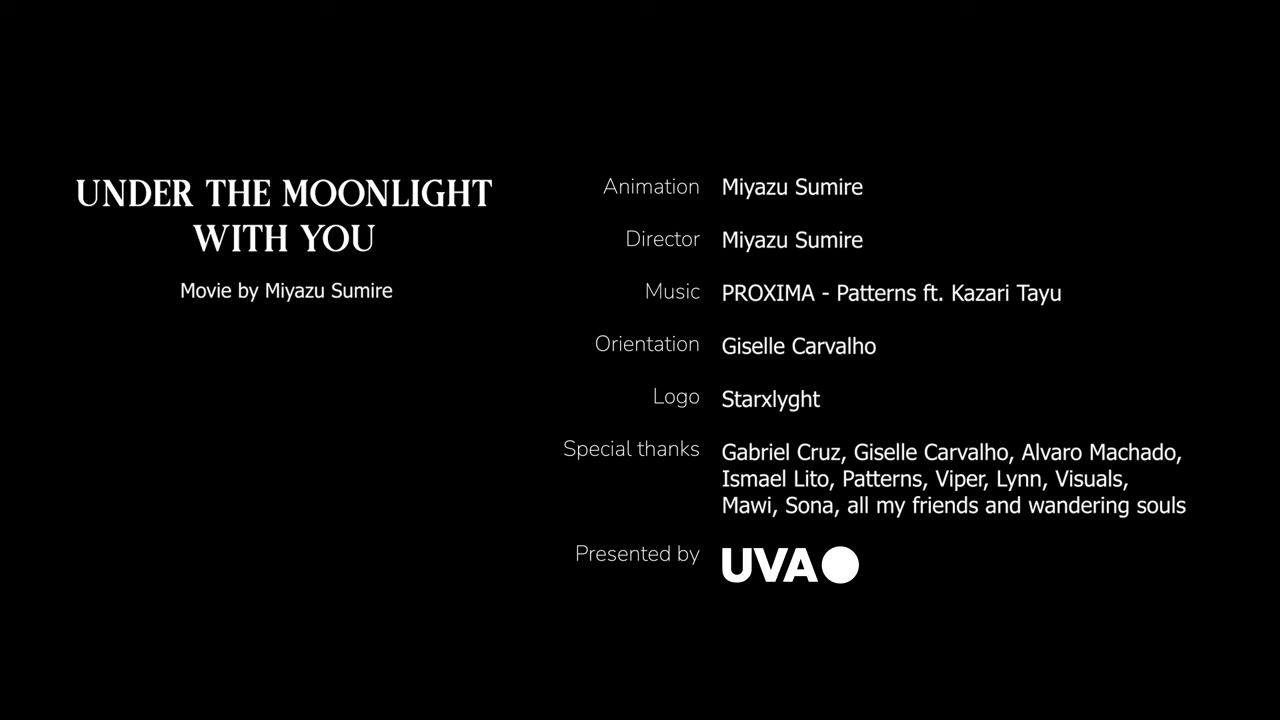 UNDER THE MOONLIGHT
WITH YOU
Movie by Miyazu Sumire
Animation Miyazu Sumire
Director Miyazu Sumire
Music PROXIMA - Patterns ft. Kazari Tayu
Orientation Giselle Carvalho
Logo Starxlyght
Special thanks Gabriel Cruz, Giselle Carvalho, Alvaro Machado,
Ismael Lito, Patterns, Viper, Lynn, Visuals,
Mawi, Sona, all my friends and wandering souls
Presented by UVA